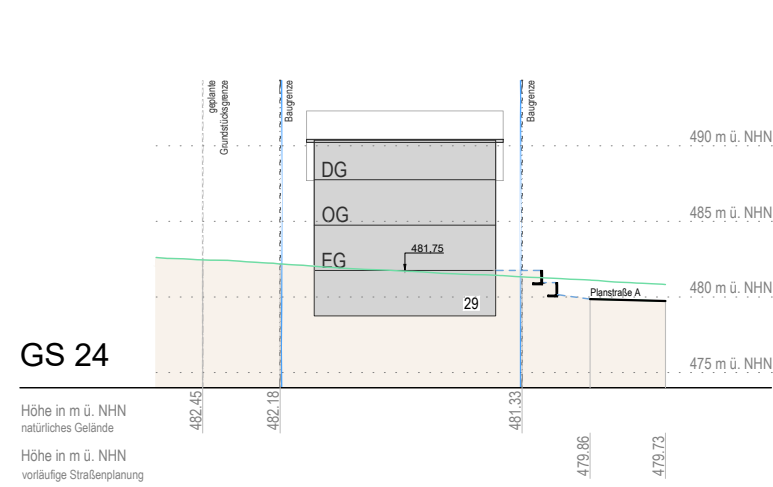 geplante
Grundstücksgrenze
Baugrenze
Baugrenze
490 m ü. NHN
DG
485 m ü. NHN
OG
481.75
EG
480 m ü. NHN
Planstraße A
29
GS 24
475 m ü. NHN
Höhe in m ü. NHN
natürliches Gelände
482.45
482.18
481.33
Höhe in m ü. NHN
vorläufige Straßenplanung
479.86
479.73